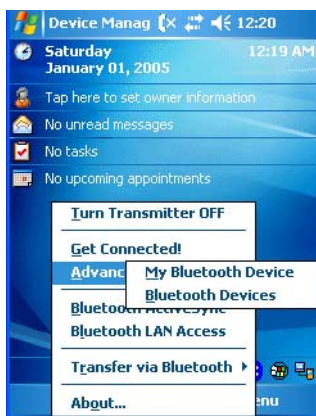 Device Manag 12:20
Saturday 12:19 AM
January 01, 2005
Tap here to set owner information
No unread messages
No tasks
No upcoming appointments
Turn Transmitter OFF
Get Connected!
Advanc
My Bluetooth Device
Bluetooth Devices
Bluetooth ActiveSync
Bluetooth LAN Access
Transfer via Bluetooth
About...
enu